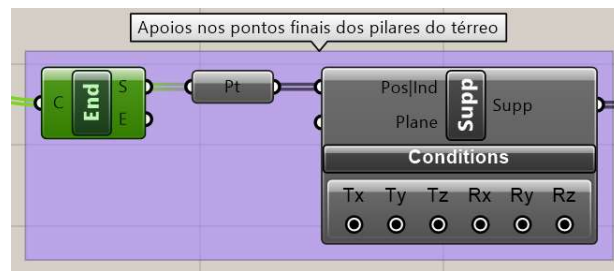 Apoios nos pontos finais dos pilares do térreo
C End S E
Pt
Pos|Ind Plane Supp Supp
Conditions
Tx Ty Tz Rx Ry Rz